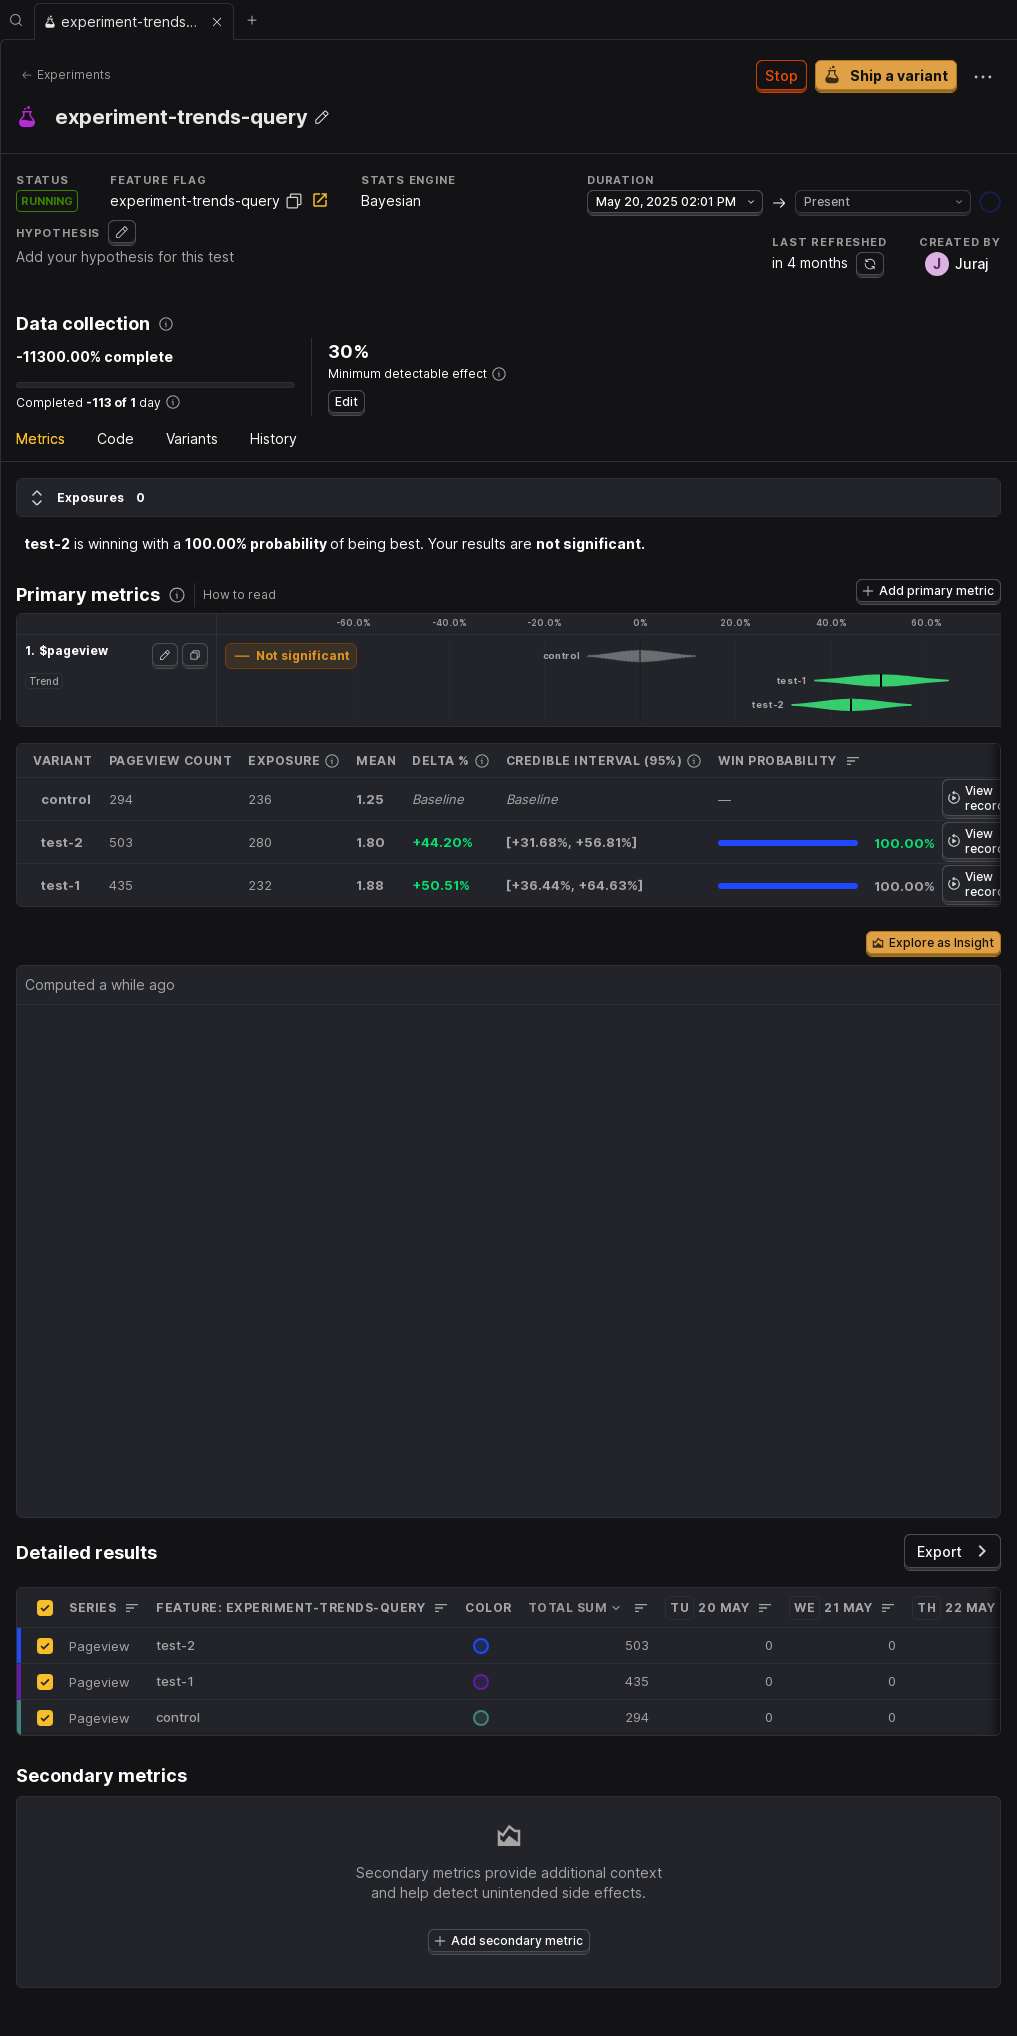 experiment-trends...
Experiments
Stop
Ship a variant
experiment-trends-query
STATUS
FEATURE FLAG
STATS ENGINE
DURATION
RUNNING
experiment-trends-query
Bayesian
May 20, 2025 02:01 PM
Present
HYPOTHESIS
Add your hypothesis for this test
LAST REFRESHED
CREATED BY
in 4 months
J Juraj
Data collection
-11300.00% complete
30%
Minimum detectable effect
Completed -113 of 1 day
Edit
Metrics
Code
Variants
History
Exposures 0
test-2 is winning with a 100.00% probability of being best. Your results are not significant.
Primary metrics
How to read
Add primary metric
-60.0% -40.0% -20.0% 0% 20.0% 40.0% 60.0%
1. $pageview
Not significant
control
Trend
test-1
test-2
VARIANT PAGEVIEW COUNT EXPOSURE MEAN DELTA % CREDIBLE INTERVAL (95%) WIN PROBABILITY
control 294 236 1.25 Baseline Baseline — View recorc
test-2 503 280 1.80 +44.20% [+31.68%, +56.81%] 100.00% View recorc
test-1 435 232 1.88 +50.51% [+36.44%, +64.63%] 100.00% View recorc
Explore as Insight
Computed a while ago
Detailed results
Export
SERIES FEATURE: EXPERIMENT-TRENDS-QUERY COLOR TOTAL SUM TU 20 MAY WE 21 MAY TH 22 MAY
Pageview test-2 503 0 0
Pageview test-1 435 0 0
Pageview control 294 0 0
Secondary metrics
Secondary metrics provide additional context
and help detect unintended side effects.
Add secondary metric